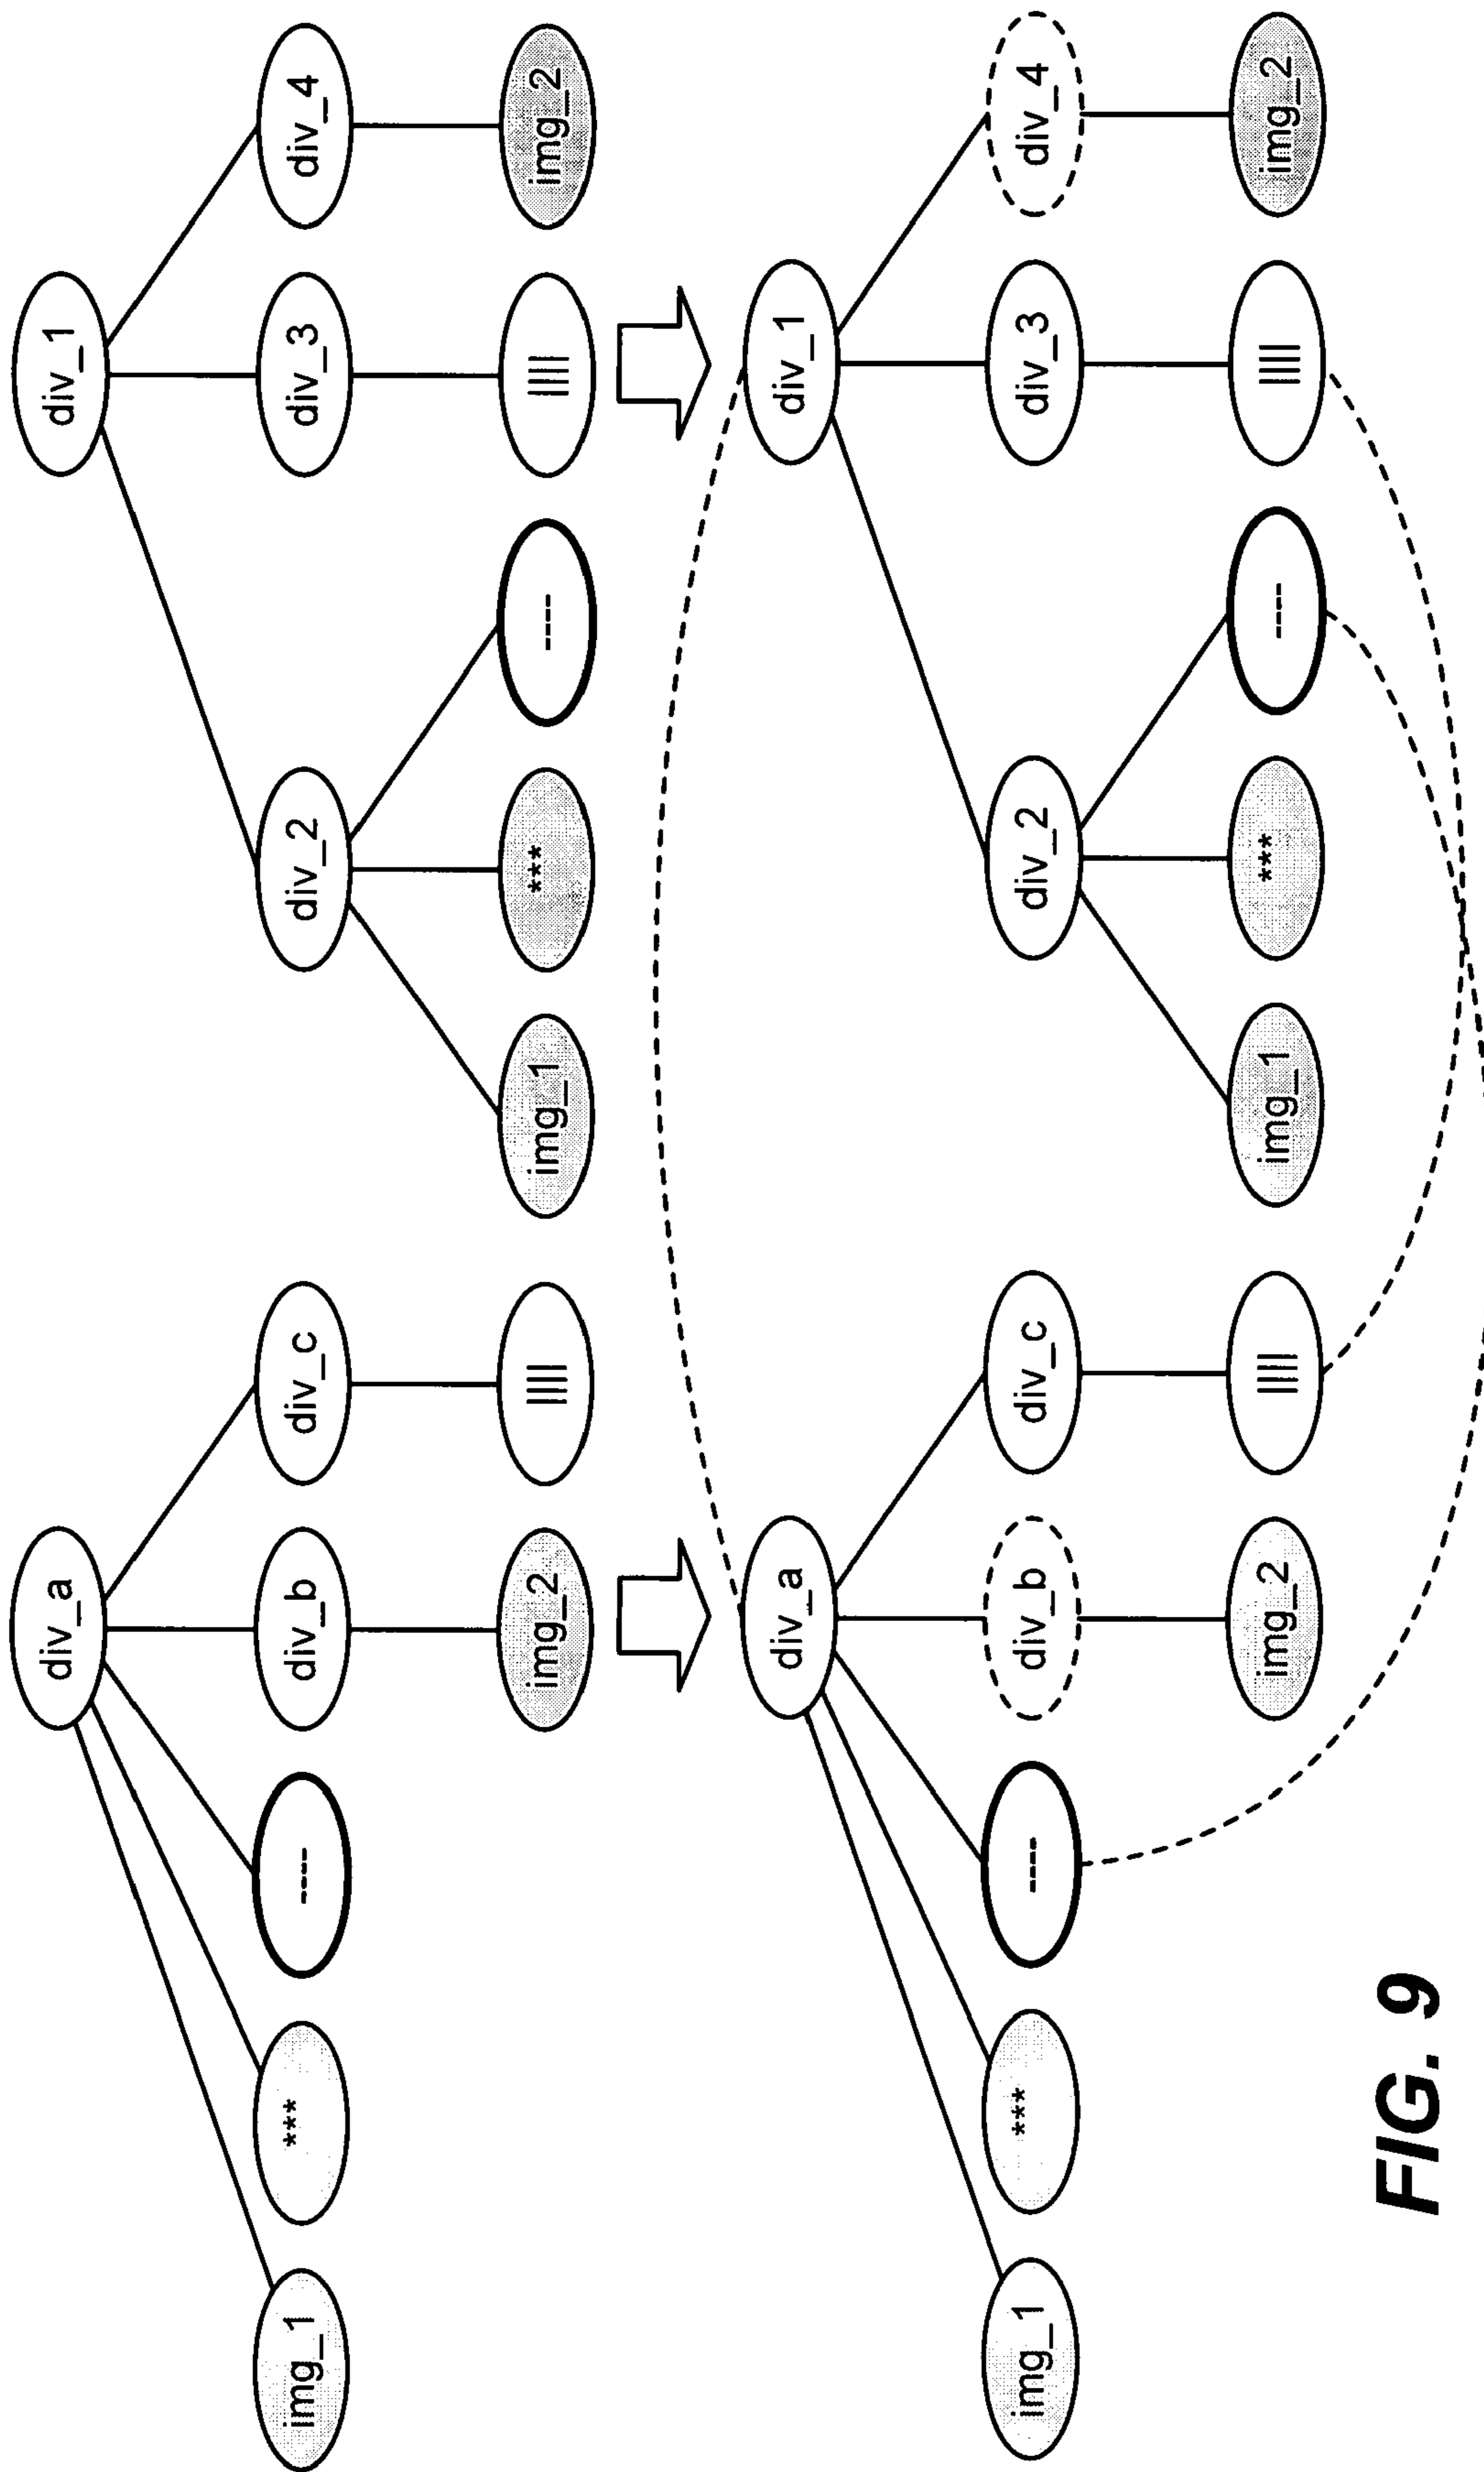 div_a
div_1
img_1
***
----
div_b
div_c
div_2
div_3
div_4
img_2
|||||
img_1
***
----
|||||
img_2
div_a
div_1
img_1
***
----
div_b
div_c
div_2
div_3
div_4
img_2
|||||
img_1
***
----
|||||
img_2
FIG. 9